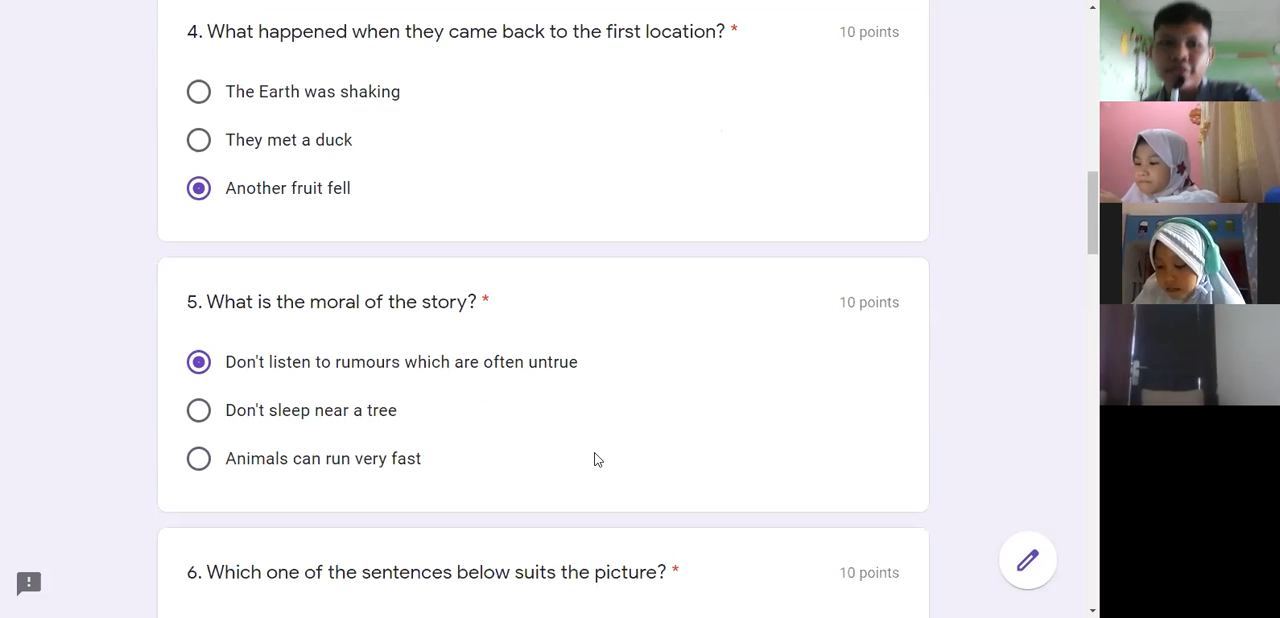 4. What happened when they came back to the first location? *
10 points
The Earth was shaking
They met a duck
Another fruit fell
5. What is the moral of the story? *
10 points
Don't listen to rumours which are often untrue
Don't sleep near a tree
Animals can run very fast
6. Which one of the sentences below suits the picture? *
10 points